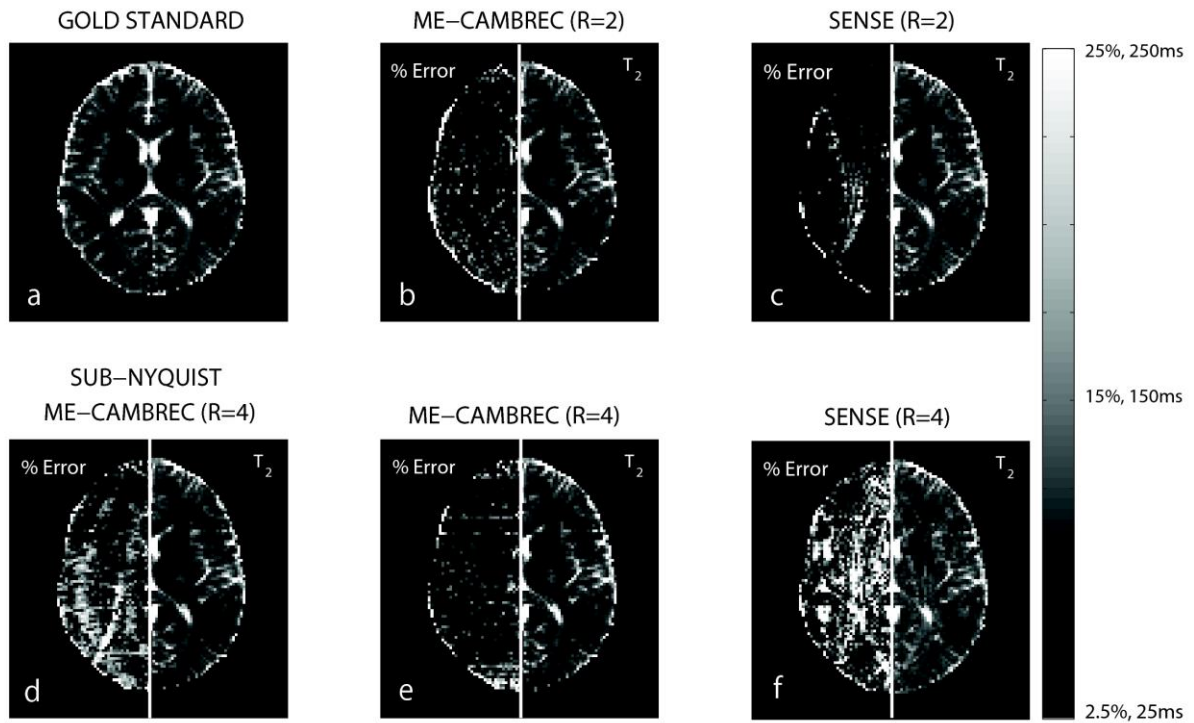 GOLD STANDARD
ME−CAMBREC (R=2)
SENSE (R=2)
a
% Error
T2
b
% Error
T2
c
25%, 250ms
15%, 150ms
2.5%, 25ms
SUB−NYQUIST
ME−CAMBREC (R=4)
ME−CAMBREC (R=4)
SENSE (R=4)
% Error
T2
d
% Error
T2
e
% Error
T2
f